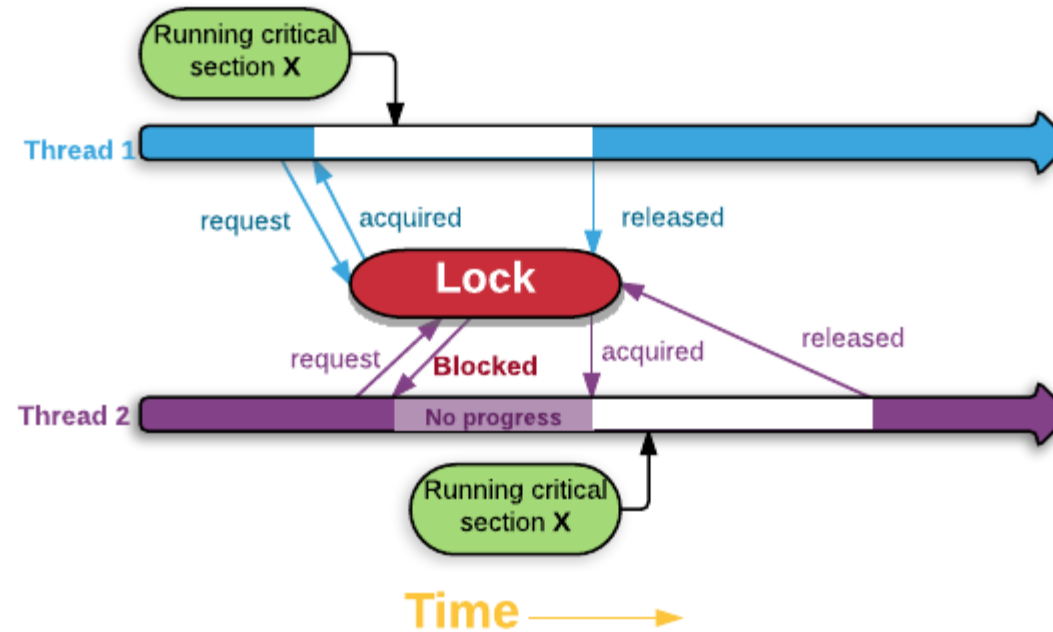 Running critical
section X
Thread 1
request
acquired
released
Lock
request
Blocked
acquired
released
Thread 2
No progress
Running critical
section X
Time